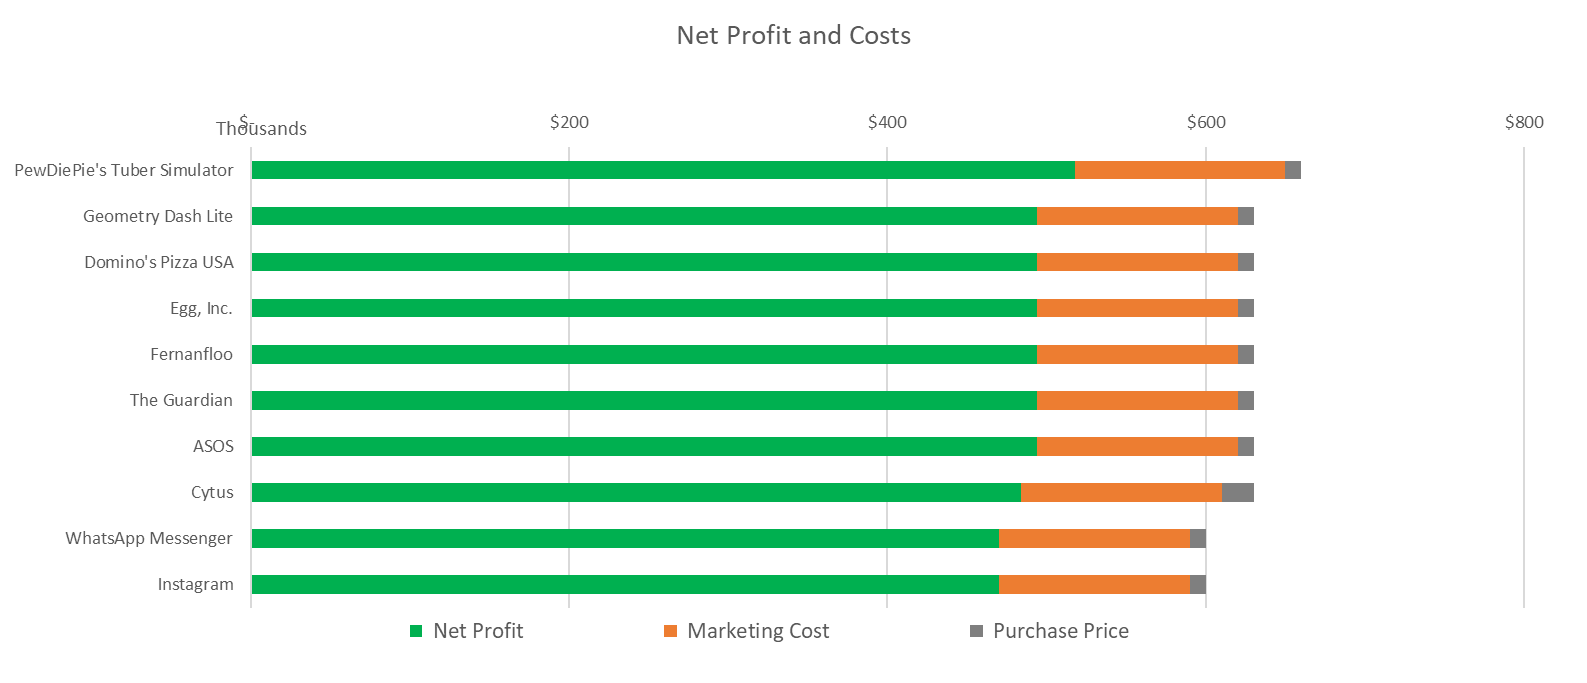 Net Profit and Costs
$- $200 $400 $600 $800
Thousands
PewDiePie's Tuber Simulator
Geometry Dash Lite
Domino's Pizza USA
Egg, Inc.
Fernanfloo
The Guardian
ASOS
Cytus
WhatsApp Messenger
Instagram
Net Profit Marketing Cost Purchase Price